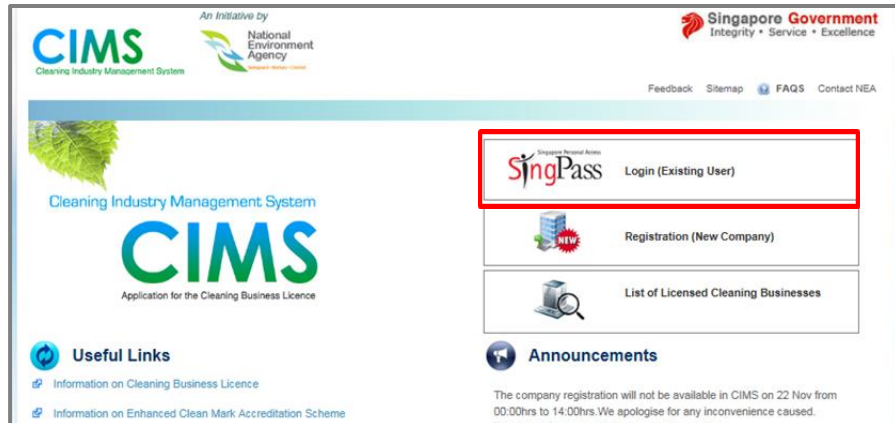 An Initiative by
CIMS
Cleaning Industry Management System
National
Environment
Agency
Singapore Government
Integrity • Service • Excellence
Feedback Sitemap FAQS Contact NEA
Cleaning Industry Management System
CIMS
Application for the Cleaning Business Licence
Singapore Personal Access
SingPass
Login (Existing User)
NEW
Registration (New Company)
List of Licensed Cleaning Businesses
Useful Links
Information on Cleaning Business Licence
Information on Enhanced Clean Mark Accreditation Scheme
Announcements
The company registration will not be available in CIMS on 22 Nov from
00:00hrs to 14:00hrs.We apologise for any inconvenience caused.